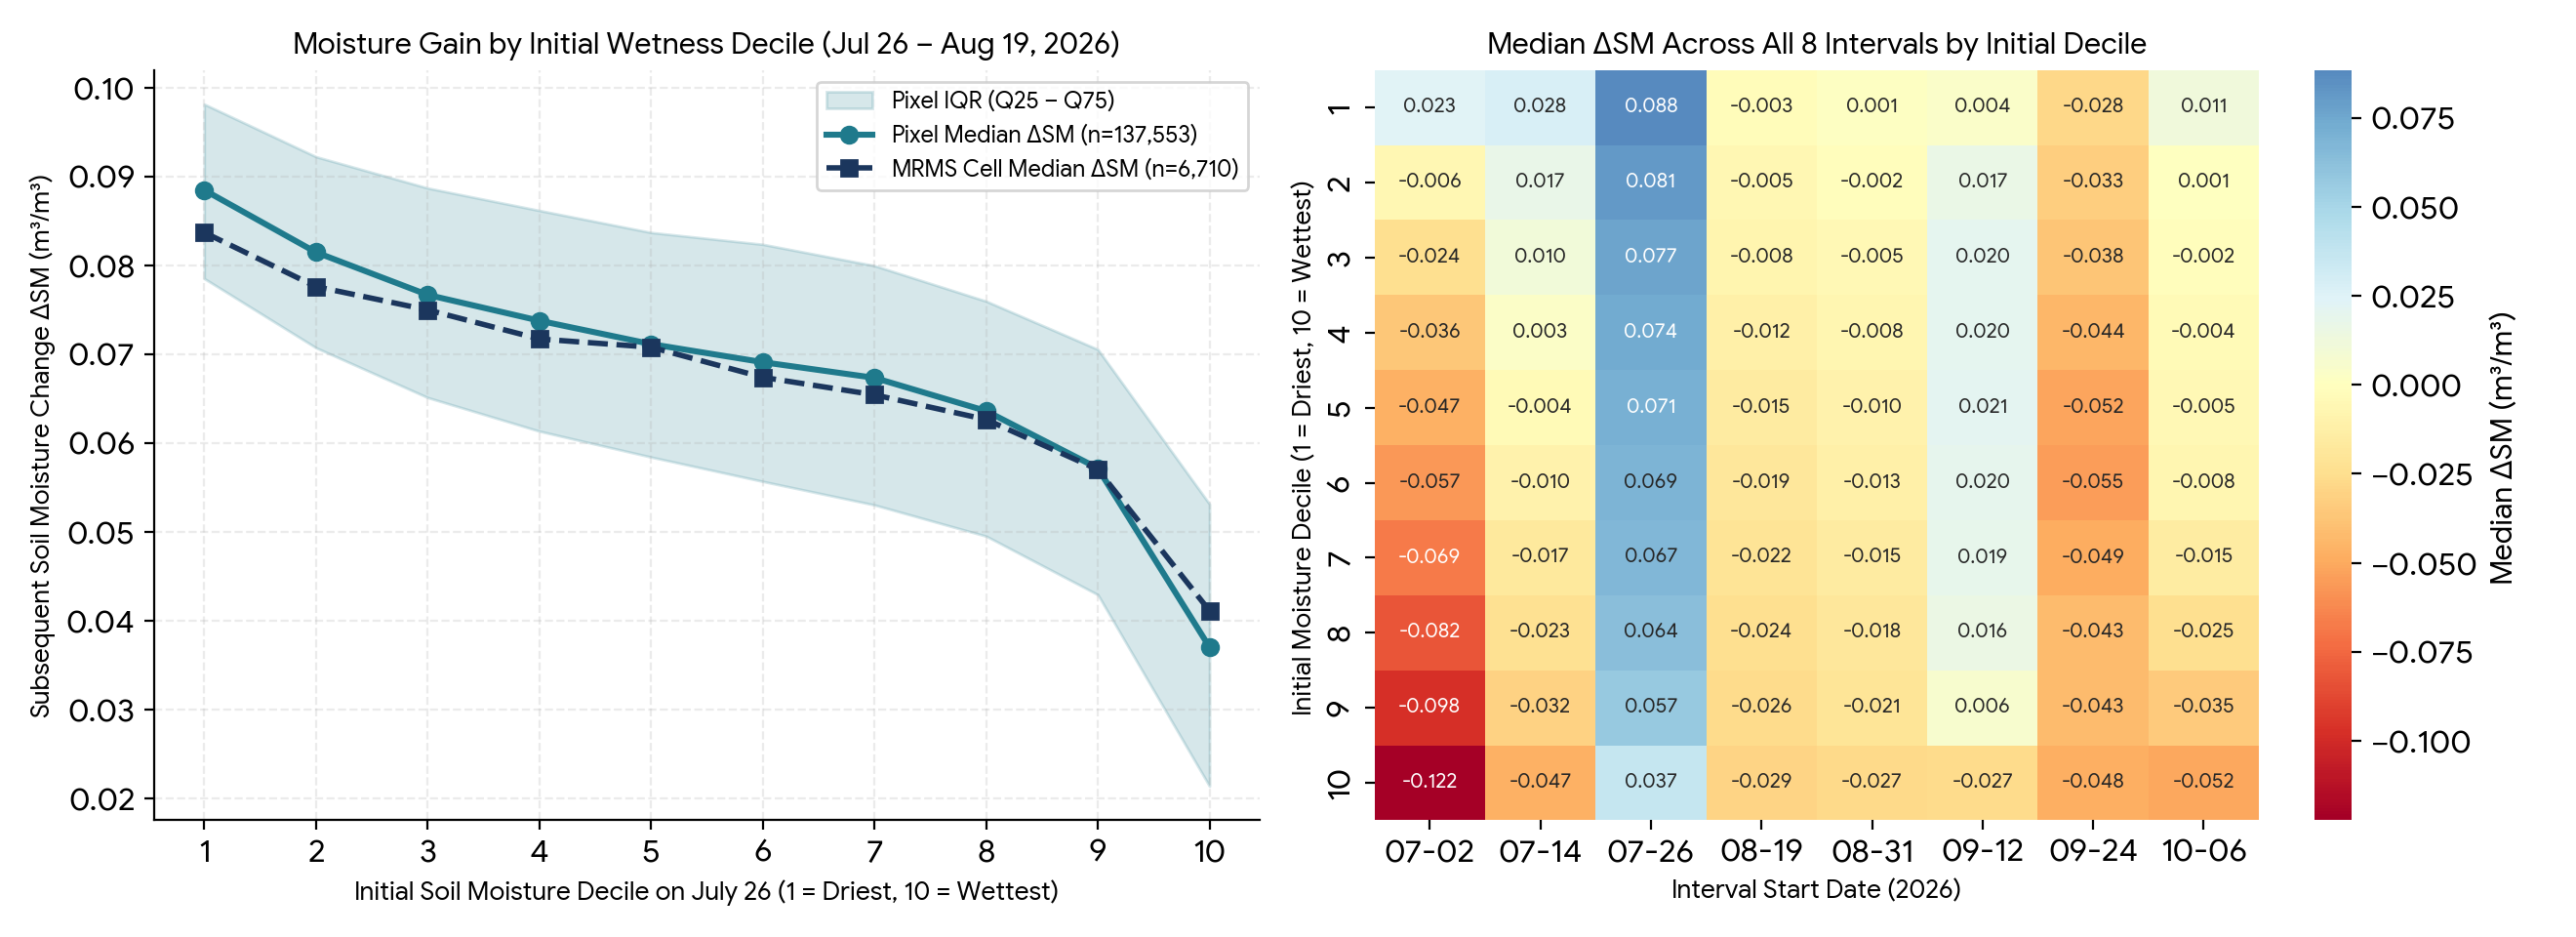 Moisture Gain by Initial Wetness Decile (Jul 26 – Aug 19, 2026)
Subsequent Soil Moisture Change ΔSM (m³/m³)
0.10
0.09
0.08
0.07
0.06
0.05
0.04
0.03
0.02
Pixel IQR (Q25 – Q75)
Pixel Median ΔSM (n=137,553)
MRMS Cell Median ΔSM (n=6,710)
1 2 3 4 5 6 7 8 9 10
Initial Soil Moisture Decile on July 26 (1 = Driest, 10 = Wettest)
Median ΔSM Across All 8 Intervals by Initial Decile
Initial Moisture Decile (1 = Driest, 10 = Wettest)
1 0.023 0.028 0.088 -0.003 0.001 0.004 -0.028 0.011
2 -0.006 0.017 0.081 -0.005 -0.002 0.017 -0.033 0.001
3 -0.024 0.010 0.077 -0.008 -0.005 0.020 -0.038 -0.002
4 -0.036 0.003 0.074 -0.012 -0.008 0.020 -0.044 -0.004
5 -0.047 -0.004 0.071 -0.015 -0.010 0.021 -0.052 -0.005
6 -0.057 -0.010 0.069 -0.019 -0.013 0.020 -0.055 -0.008
7 -0.069 -0.017 0.067 -0.022 -0.015 0.019 -0.049 -0.015
8 -0.082 -0.023 0.064 -0.024 -0.018 0.016 -0.043 -0.025
9 -0.098 -0.032 0.057 -0.026 -0.021 0.006 -0.043 -0.035
10 -0.122 -0.047 0.037 -0.029 -0.027 -0.027 -0.048 -0.052
07-02 07-14 07-26 08-19 08-31 09-12 09-24 10-06
Interval Start Date (2026)
0.075
0.050
0.025
0.000
−0.025
−0.050
−0.075
−0.100
Median ΔSM (m³/m³)